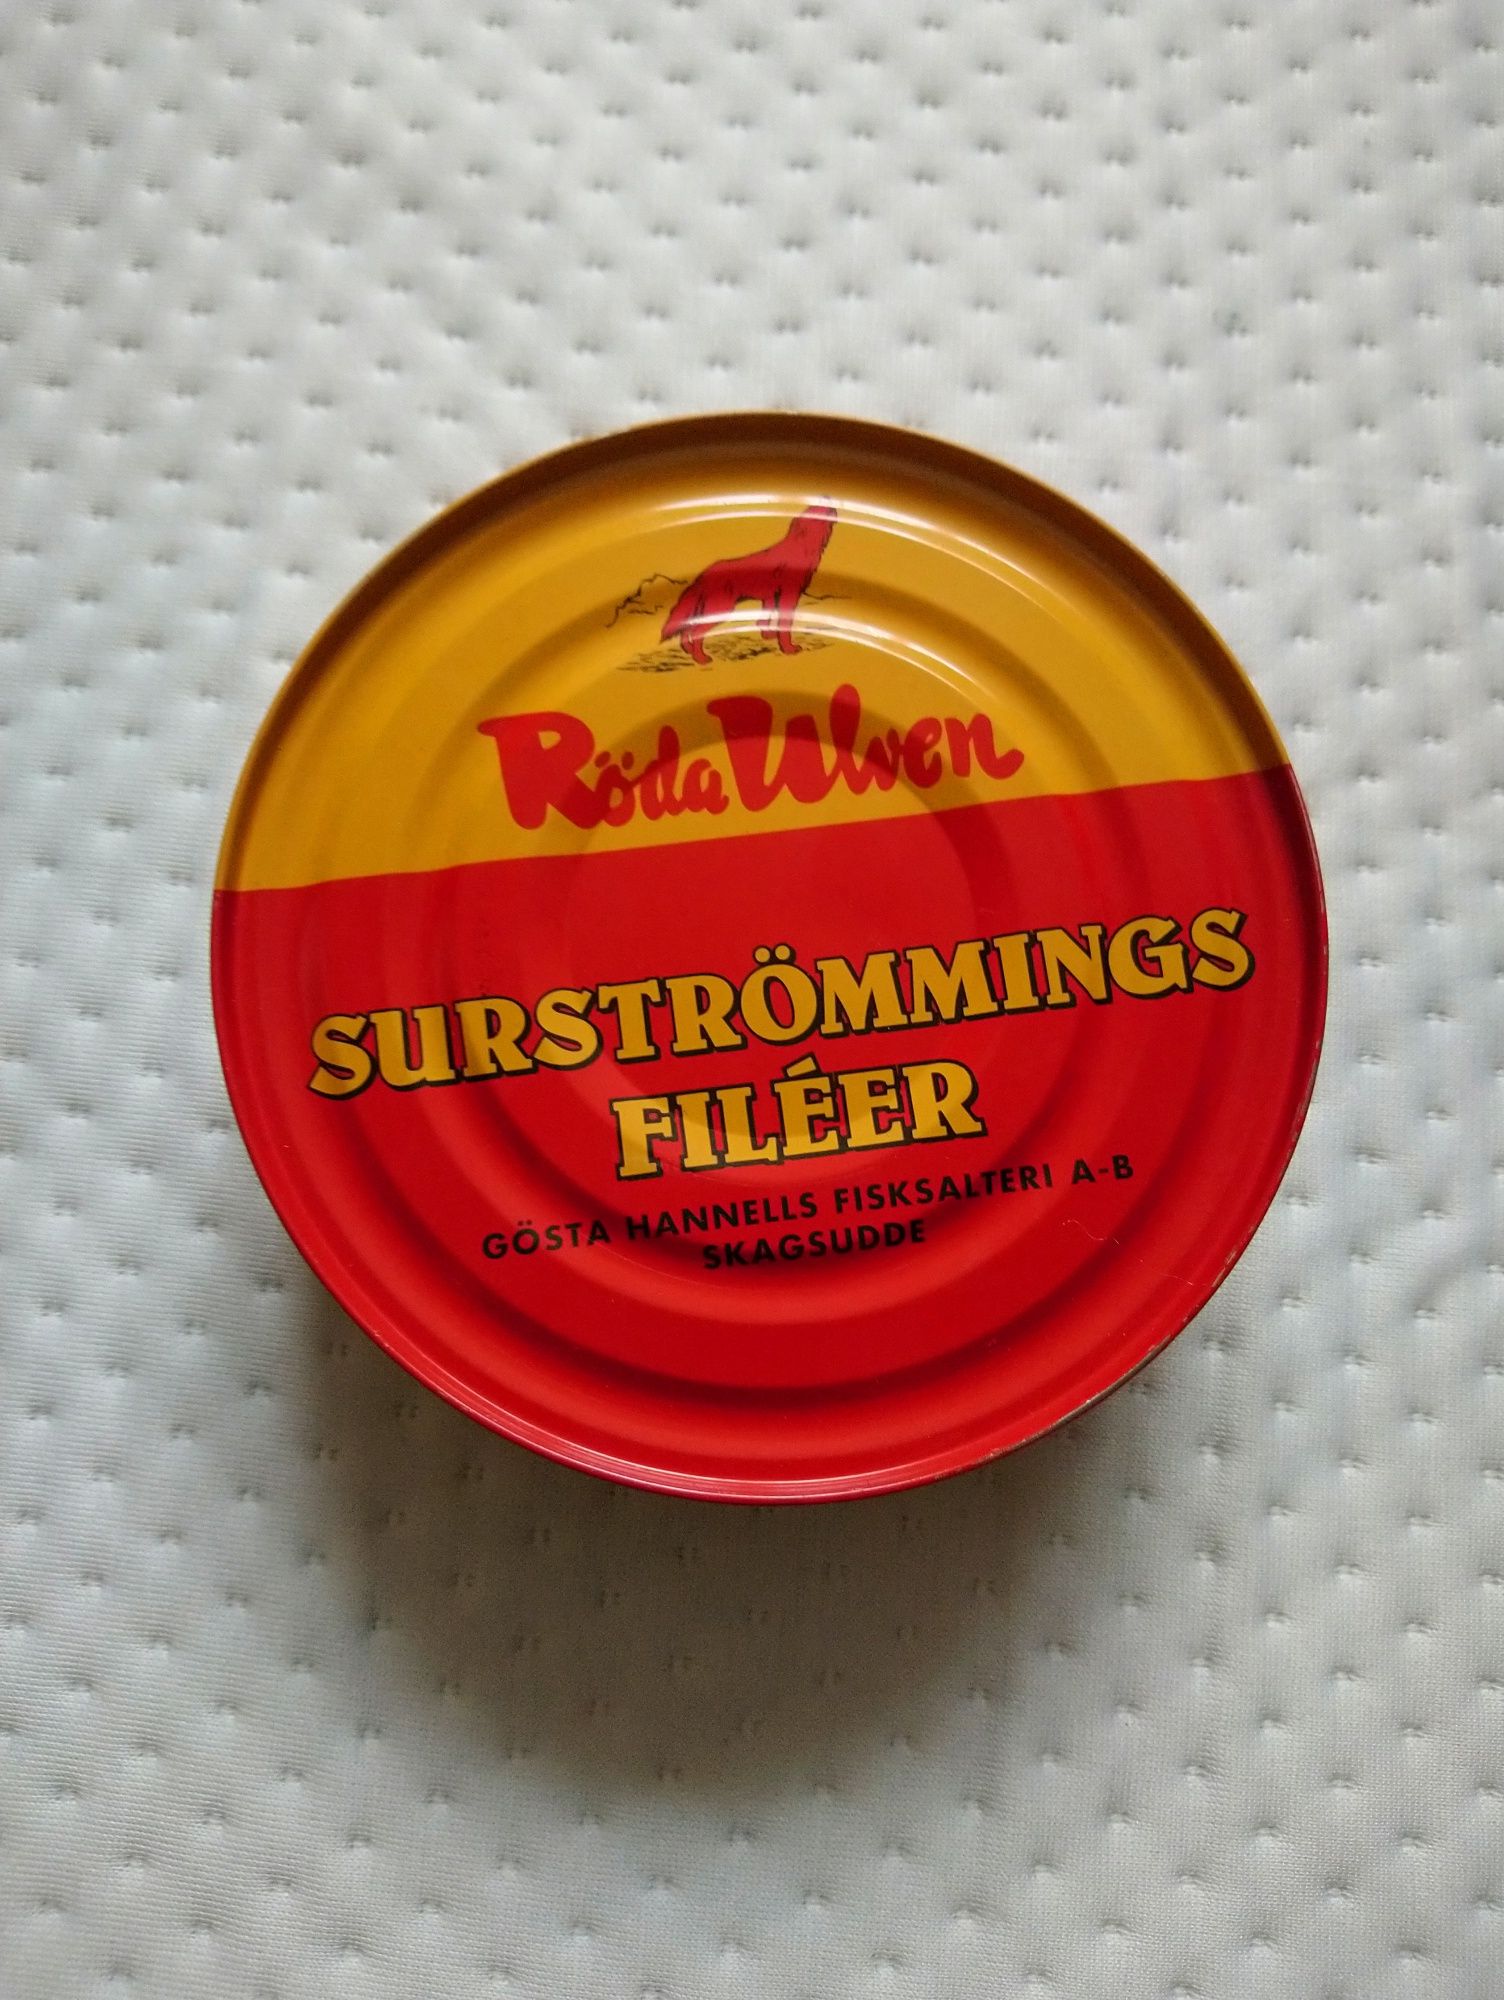 Röda Ulven
SURSTRÖMMINGS
FILÉER
GÖSTA HANNELLS FISKSALTERI A-B
SKAGSUDDE